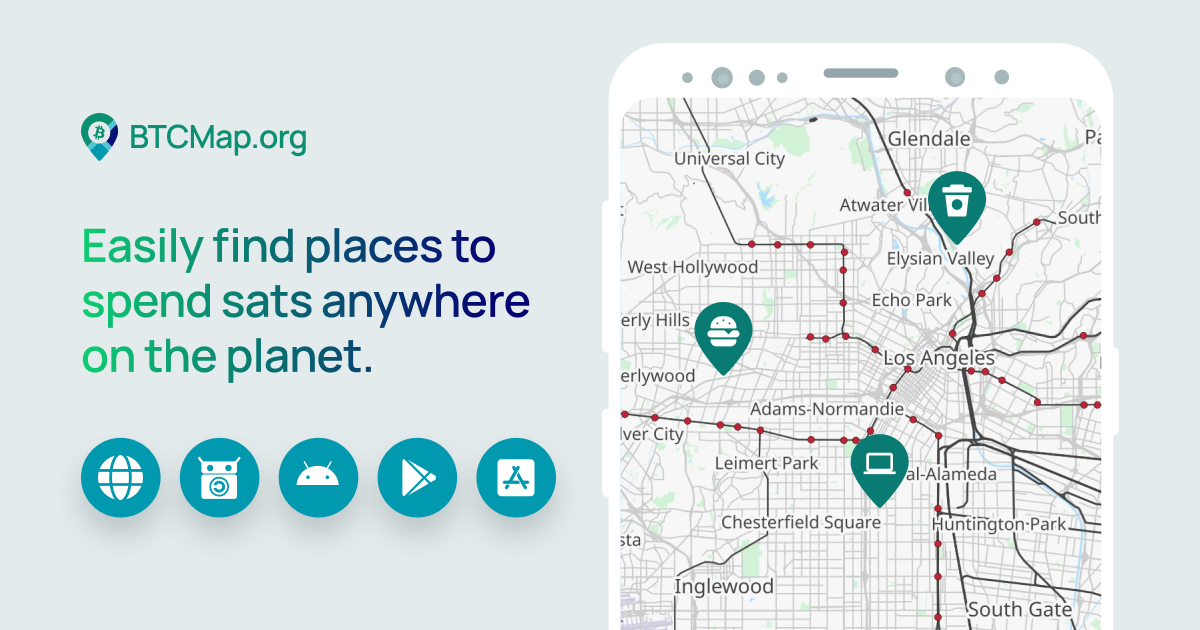 BTCMap.org
Easily find places to
spend sats anywhere
on the planet.
Glendale
Pa
Universal City
Atwater Vil
South
Elysian Valley
West Hollywood
Echo Park
erly Hills
Los Angeles
erlywood
Adams-Normandie
lver City
Leimert Park
al-Alameda
Chesterfield Square
Huntington Park
sta
Inglewood
South Gate